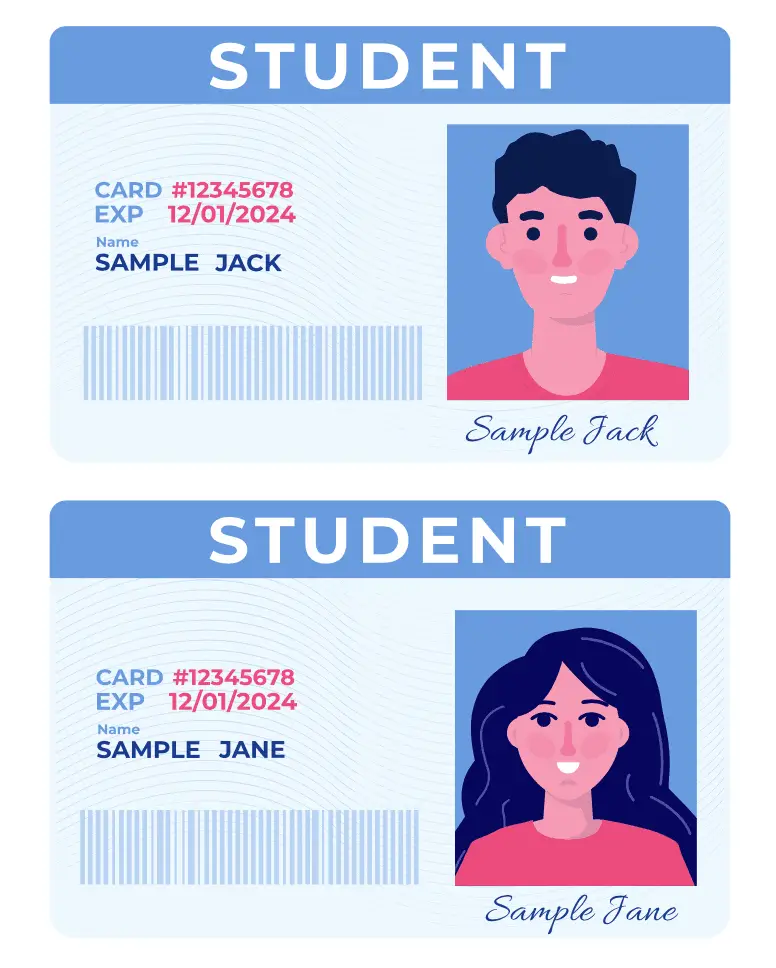 STUDENT
CARD #12345678
EXP 12/01/2024
Name
SAMPLE JACK
Sample Jack
STUDENT
CARD #12345678
EXP 12/01/2024
Name
SAMPLE JANE
Sample Jane